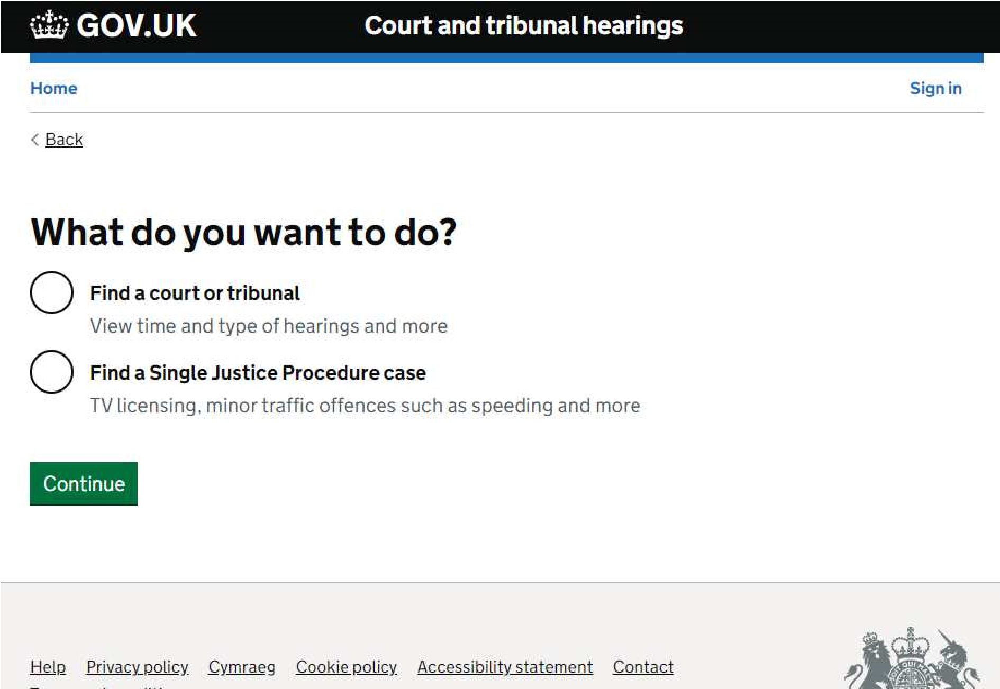 GOV.UK
Court and tribunal hearings
Home
Sign in
< Back
What do you want to do?
Find a court or tribunal
View time and type of hearings and more
Find a Single Justice Procedure case
TV licensing, minor traffic offences such as speeding and more
Continue
Help Privacy policy Cymraeg Cookie policy Accessibility statement Contact